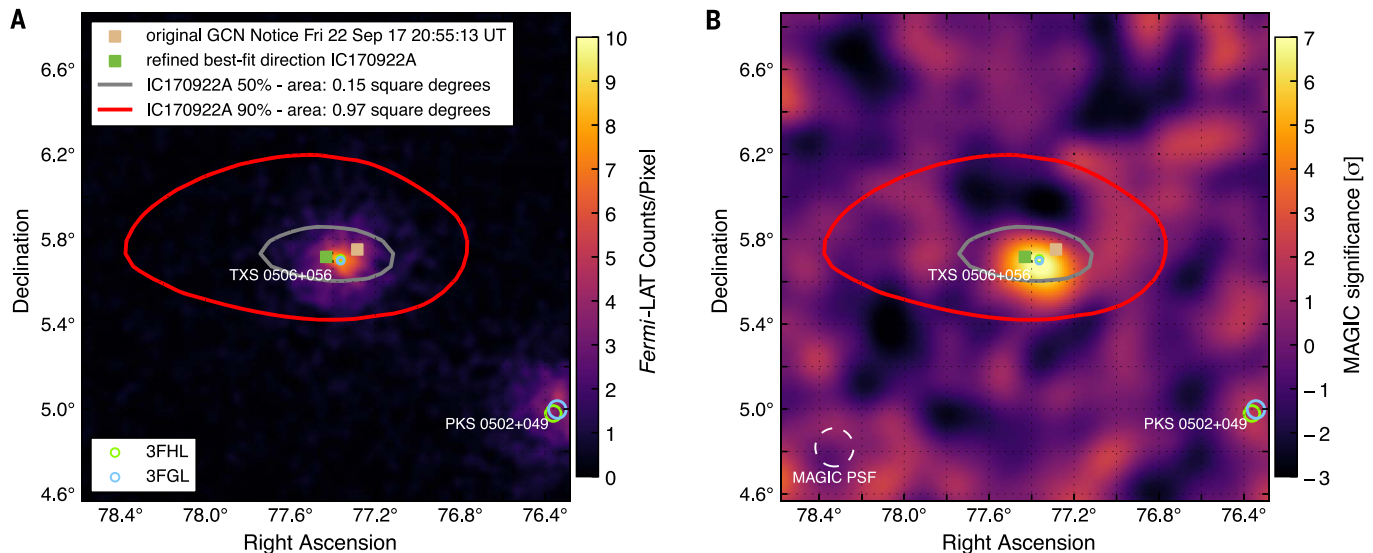 A
original GCN Notice Fri 22 Sep 17 20:55:13 UT
refined best-fit direction IC170922A
IC170922A 50% - area: 0.15 square degrees
IC170922A 90% - area: 0.97 square degrees
6.6°
6.2°
5.8°
5.4°
5.0°
4.6°
Declination
TXS 0506+056
PKS 0502+049
3FHL
3FGL
78.4°
78.0°
77.6°
77.2°
76.8°
76.4°
Right Ascension
10
9
8
7
6
5
4
3
2
1
0
Fermi-LAT Counts/Pixel
B
6.6°
6.2°
5.8°
5.4°
5.0°
4.6°
Declination
TXS 0506+056
PKS 0502+049
MAGIC PSF
78.4°
78.0°
77.6°
77.2°
76.8°
76.4°
Right Ascension
7
6
5
4
3
2
1
0
−1
−2
−3
MAGIC significance [σ]